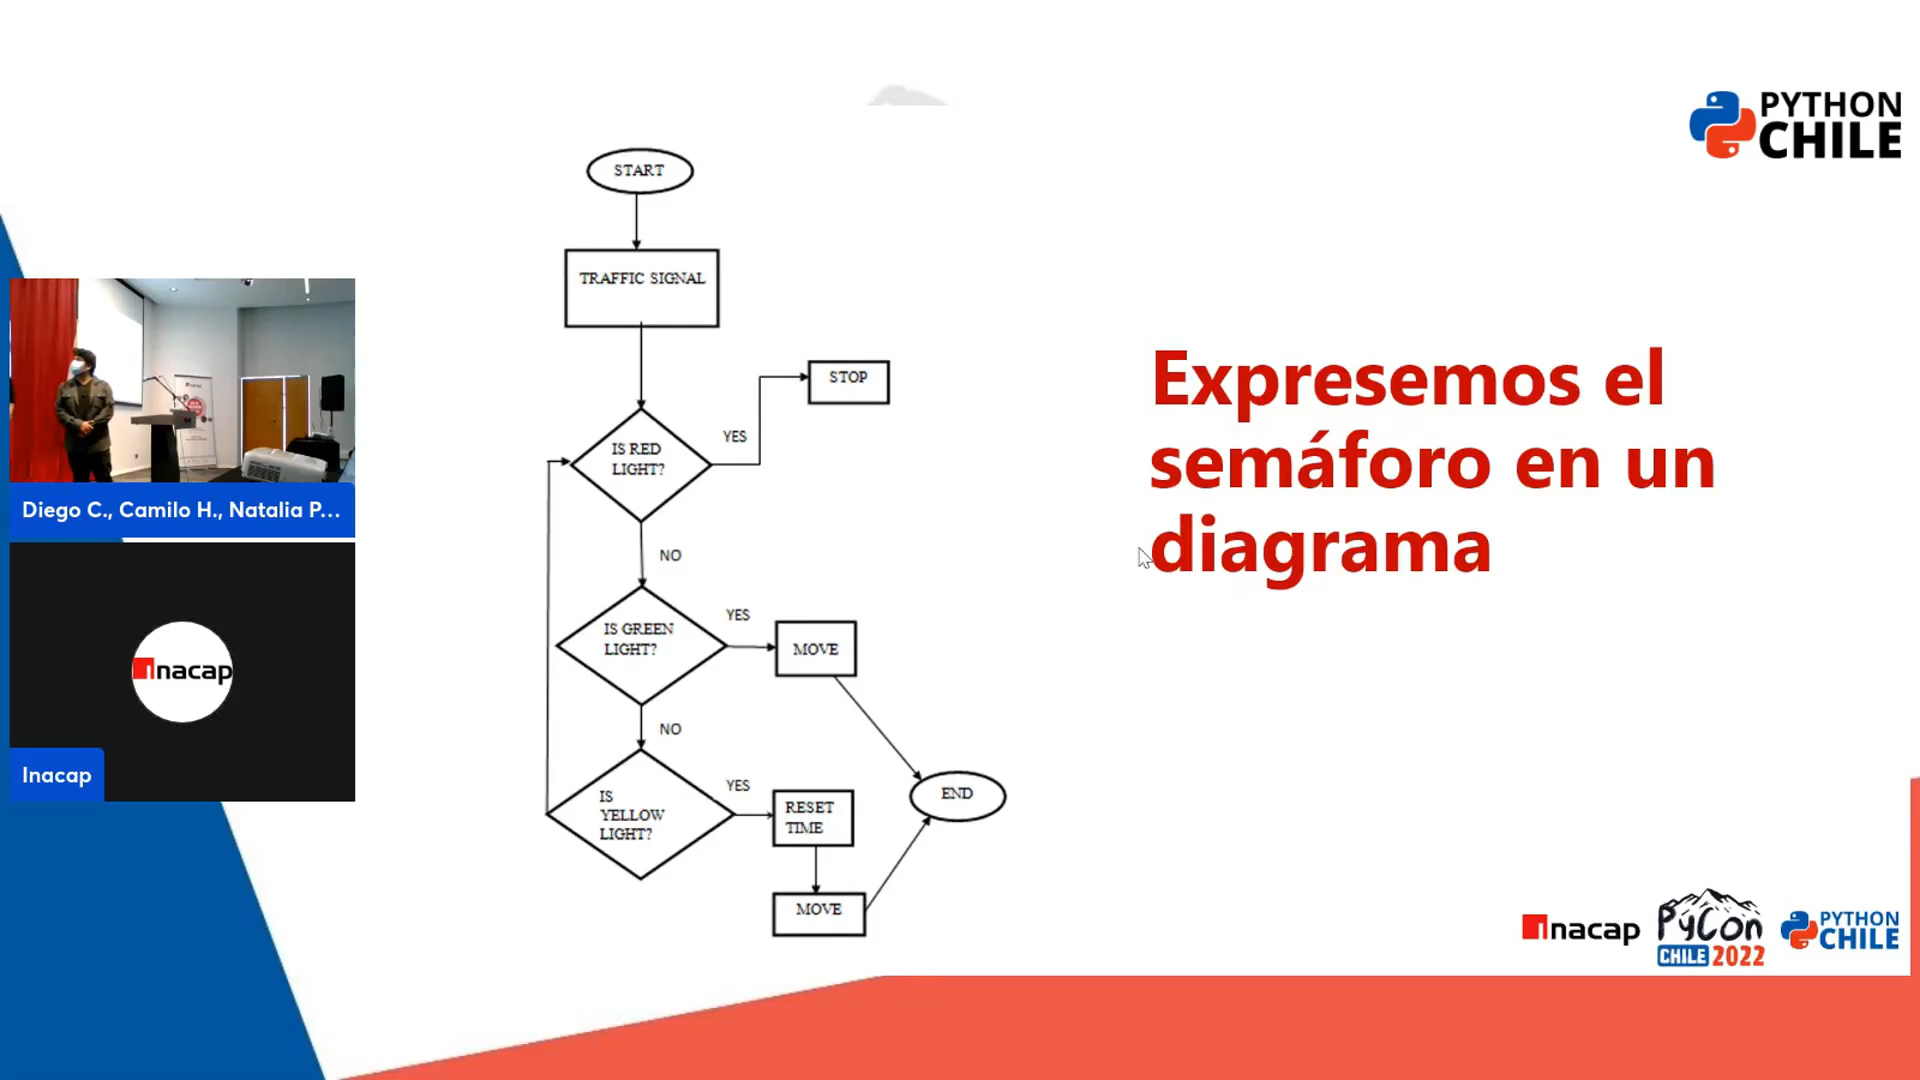 PYTHON
CHILE
START
TRAFFIC SIGNAL
STOP
YES
IS RED
LIGHT?
NO
YES
IS GREEN
LIGHT?
MOVE
NO
YES
IS
YELLOW
LIGHT?
RESET
TIME
END
MOVE
Expresemos el
semáforo en un
diagrama
Diego C., Camilo H., Natalia P...
Inacap
Inacap
Inacap
PyCon
CHILE 2022
PYTHON
CHILE